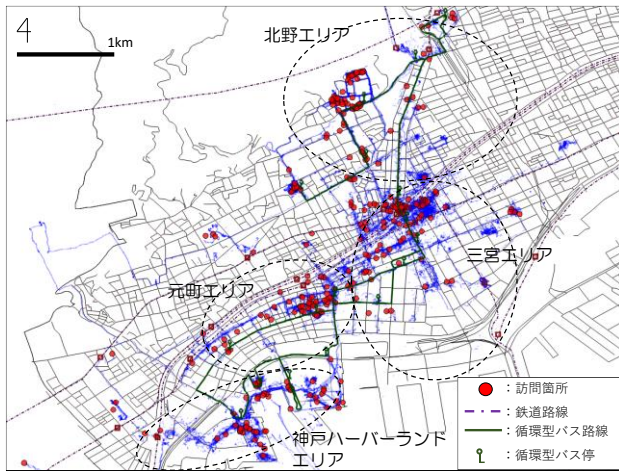 4
1km
北野エリア
三宮エリア
元町エリア
神戸ハーバーランド
エリア
：訪問箇所
：鉄道路線
：循環型バス路線
：循環型バス停